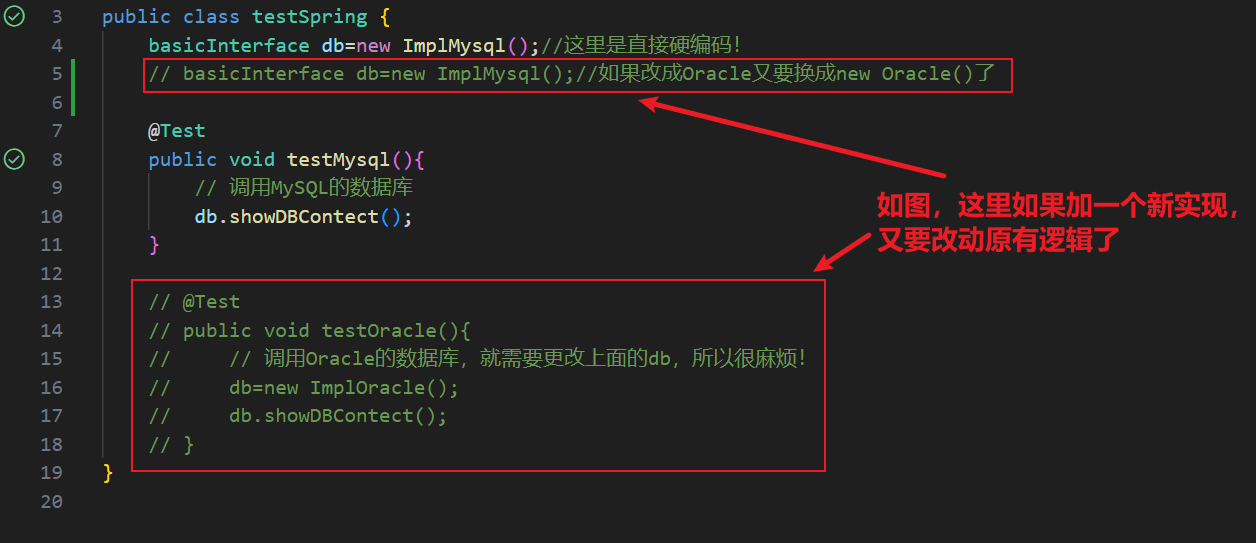 3 public class testSpring {
4 basicInterface db=new ImplMysql();//这里是直接硬编码!
5 // basicInterface db=new ImplMysql();//如果改成Oracle又要换成new Oracle()了
6
7 @Test
8 public void testMysql(){
9 // 调用MySQL的数据库
10 db.showDBContect();
11 }
如图，这里如果加一个新实现，
又要改动原有逻辑了
12
13 // @Test
14 // public void testOracle(){
15 // // 调用Oracle的数据库，就需要更改上面的db，所以很麻烦!
16 // db=new ImplOracle();
17 // db.showDBContect();
18 // }
19 }
20